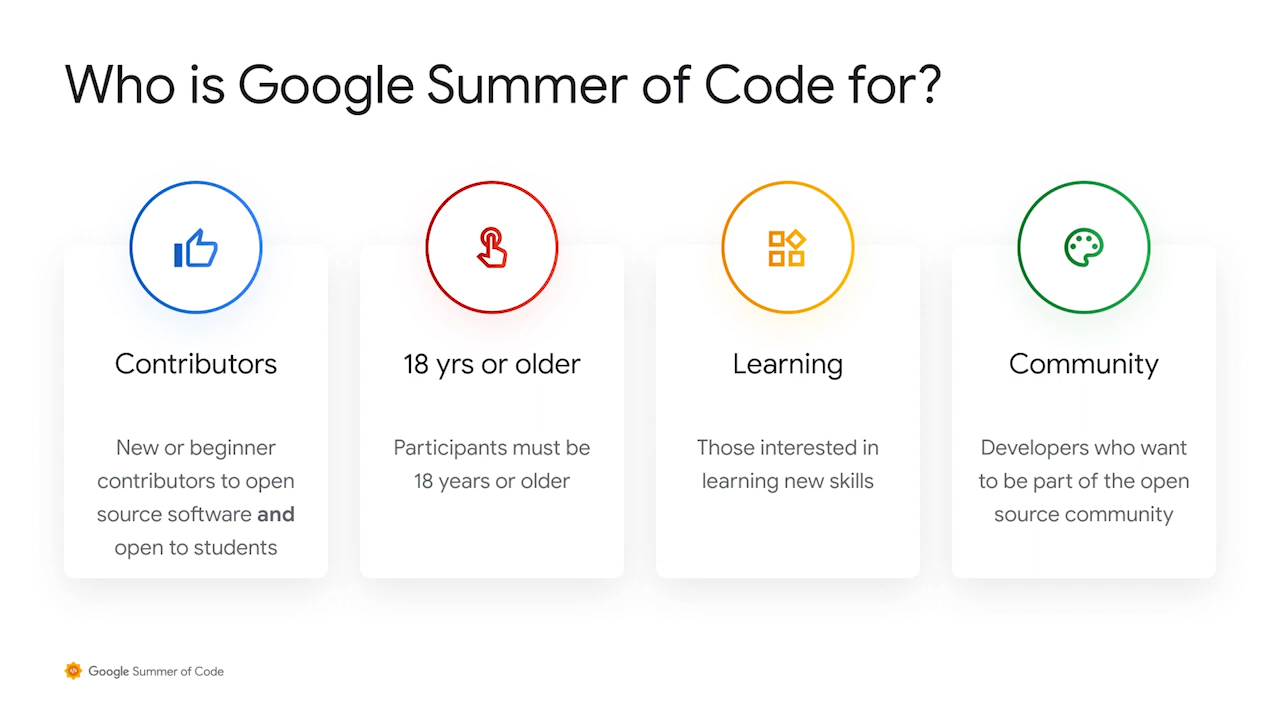 Who is Google Summer of Code for?
Contributors
New or beginner
contributors to open
source software and
open to students
18 yrs or older
Participants must be
18 years or older
Learning
Those interested in
learning new skills
Community
Developers who want
to be part of the open
source community
Google Summer of Code